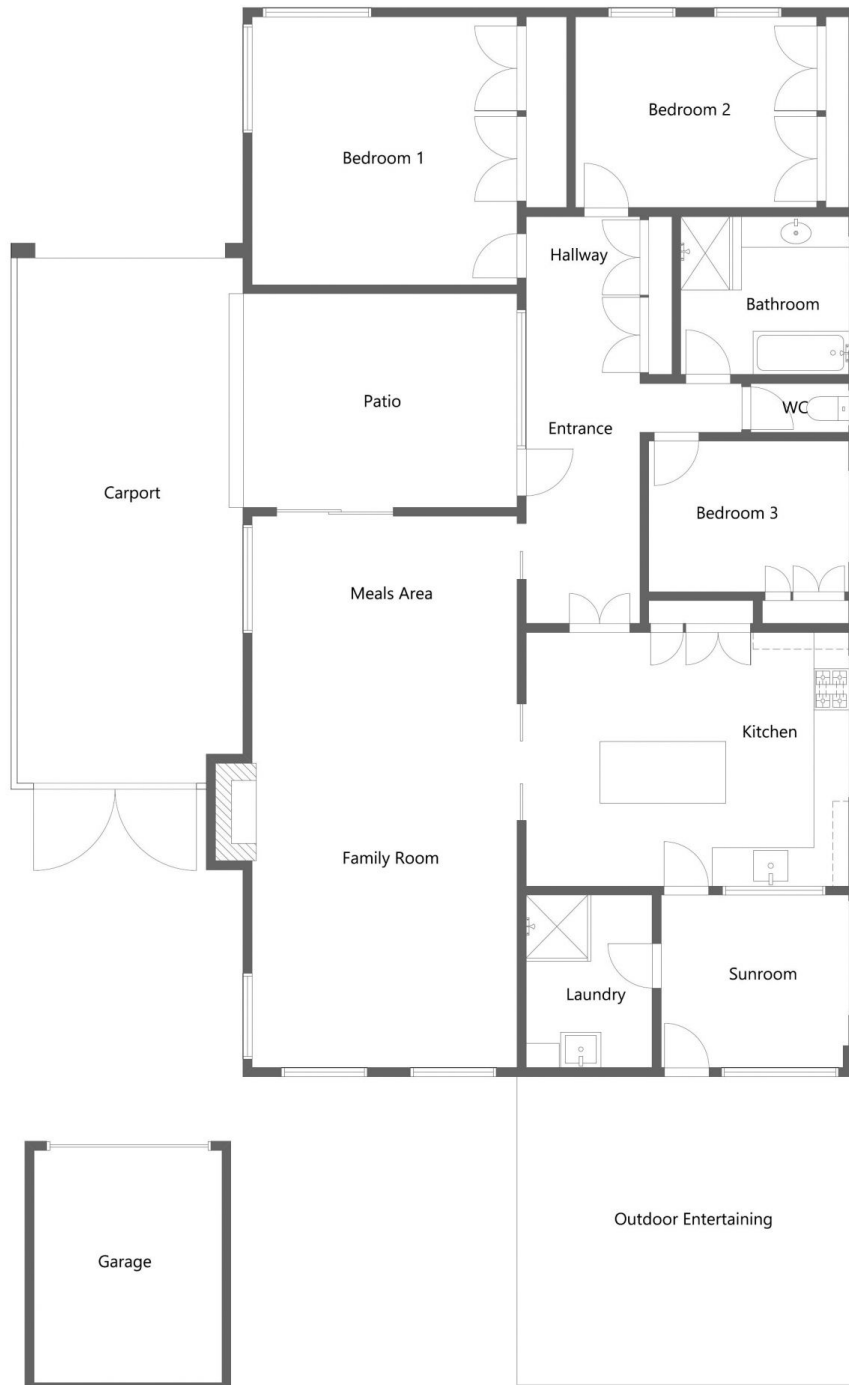 Bedroom 1
Bedroom 2
Hallway
Bathroom
Patio
WC
Entrance
Carport
Bedroom 3
Meals Area
Kitchen
Family Room
Sunroom
Laundry
Outdoor Entertaining
Garage